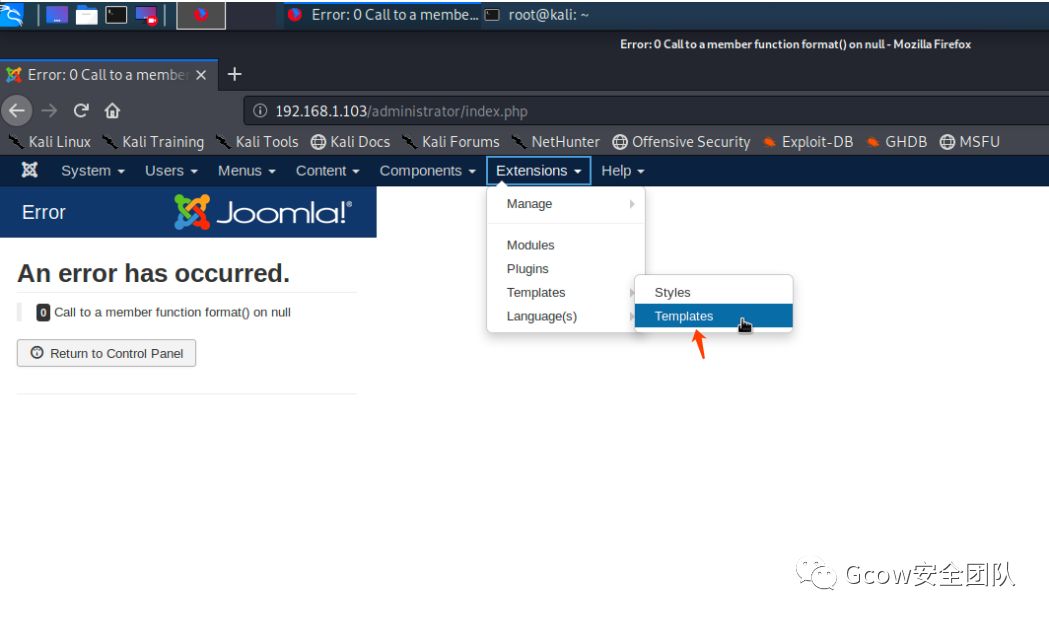 Error: 0 Call to a membe... root@kali: ~
Error: 0 Call to a member function format() on null - Mozilla Firefox
Error: 0 Call to a member
192.168.1.103/administrator/index.php
Kali Linux Kali Training Kali Tools Kali Docs Kali Forums NetHunter Offensive Security Exploit-DB GHDB MSFU
System Users Menus Content Components Extensions Help
Error Joomla!®
Manage
An error has occurred.
0 Call to a member function format() on null
Return to Control Panel
Modules
Plugins
Templates
Language(s)
Styles
Templates
Gcow安全团队